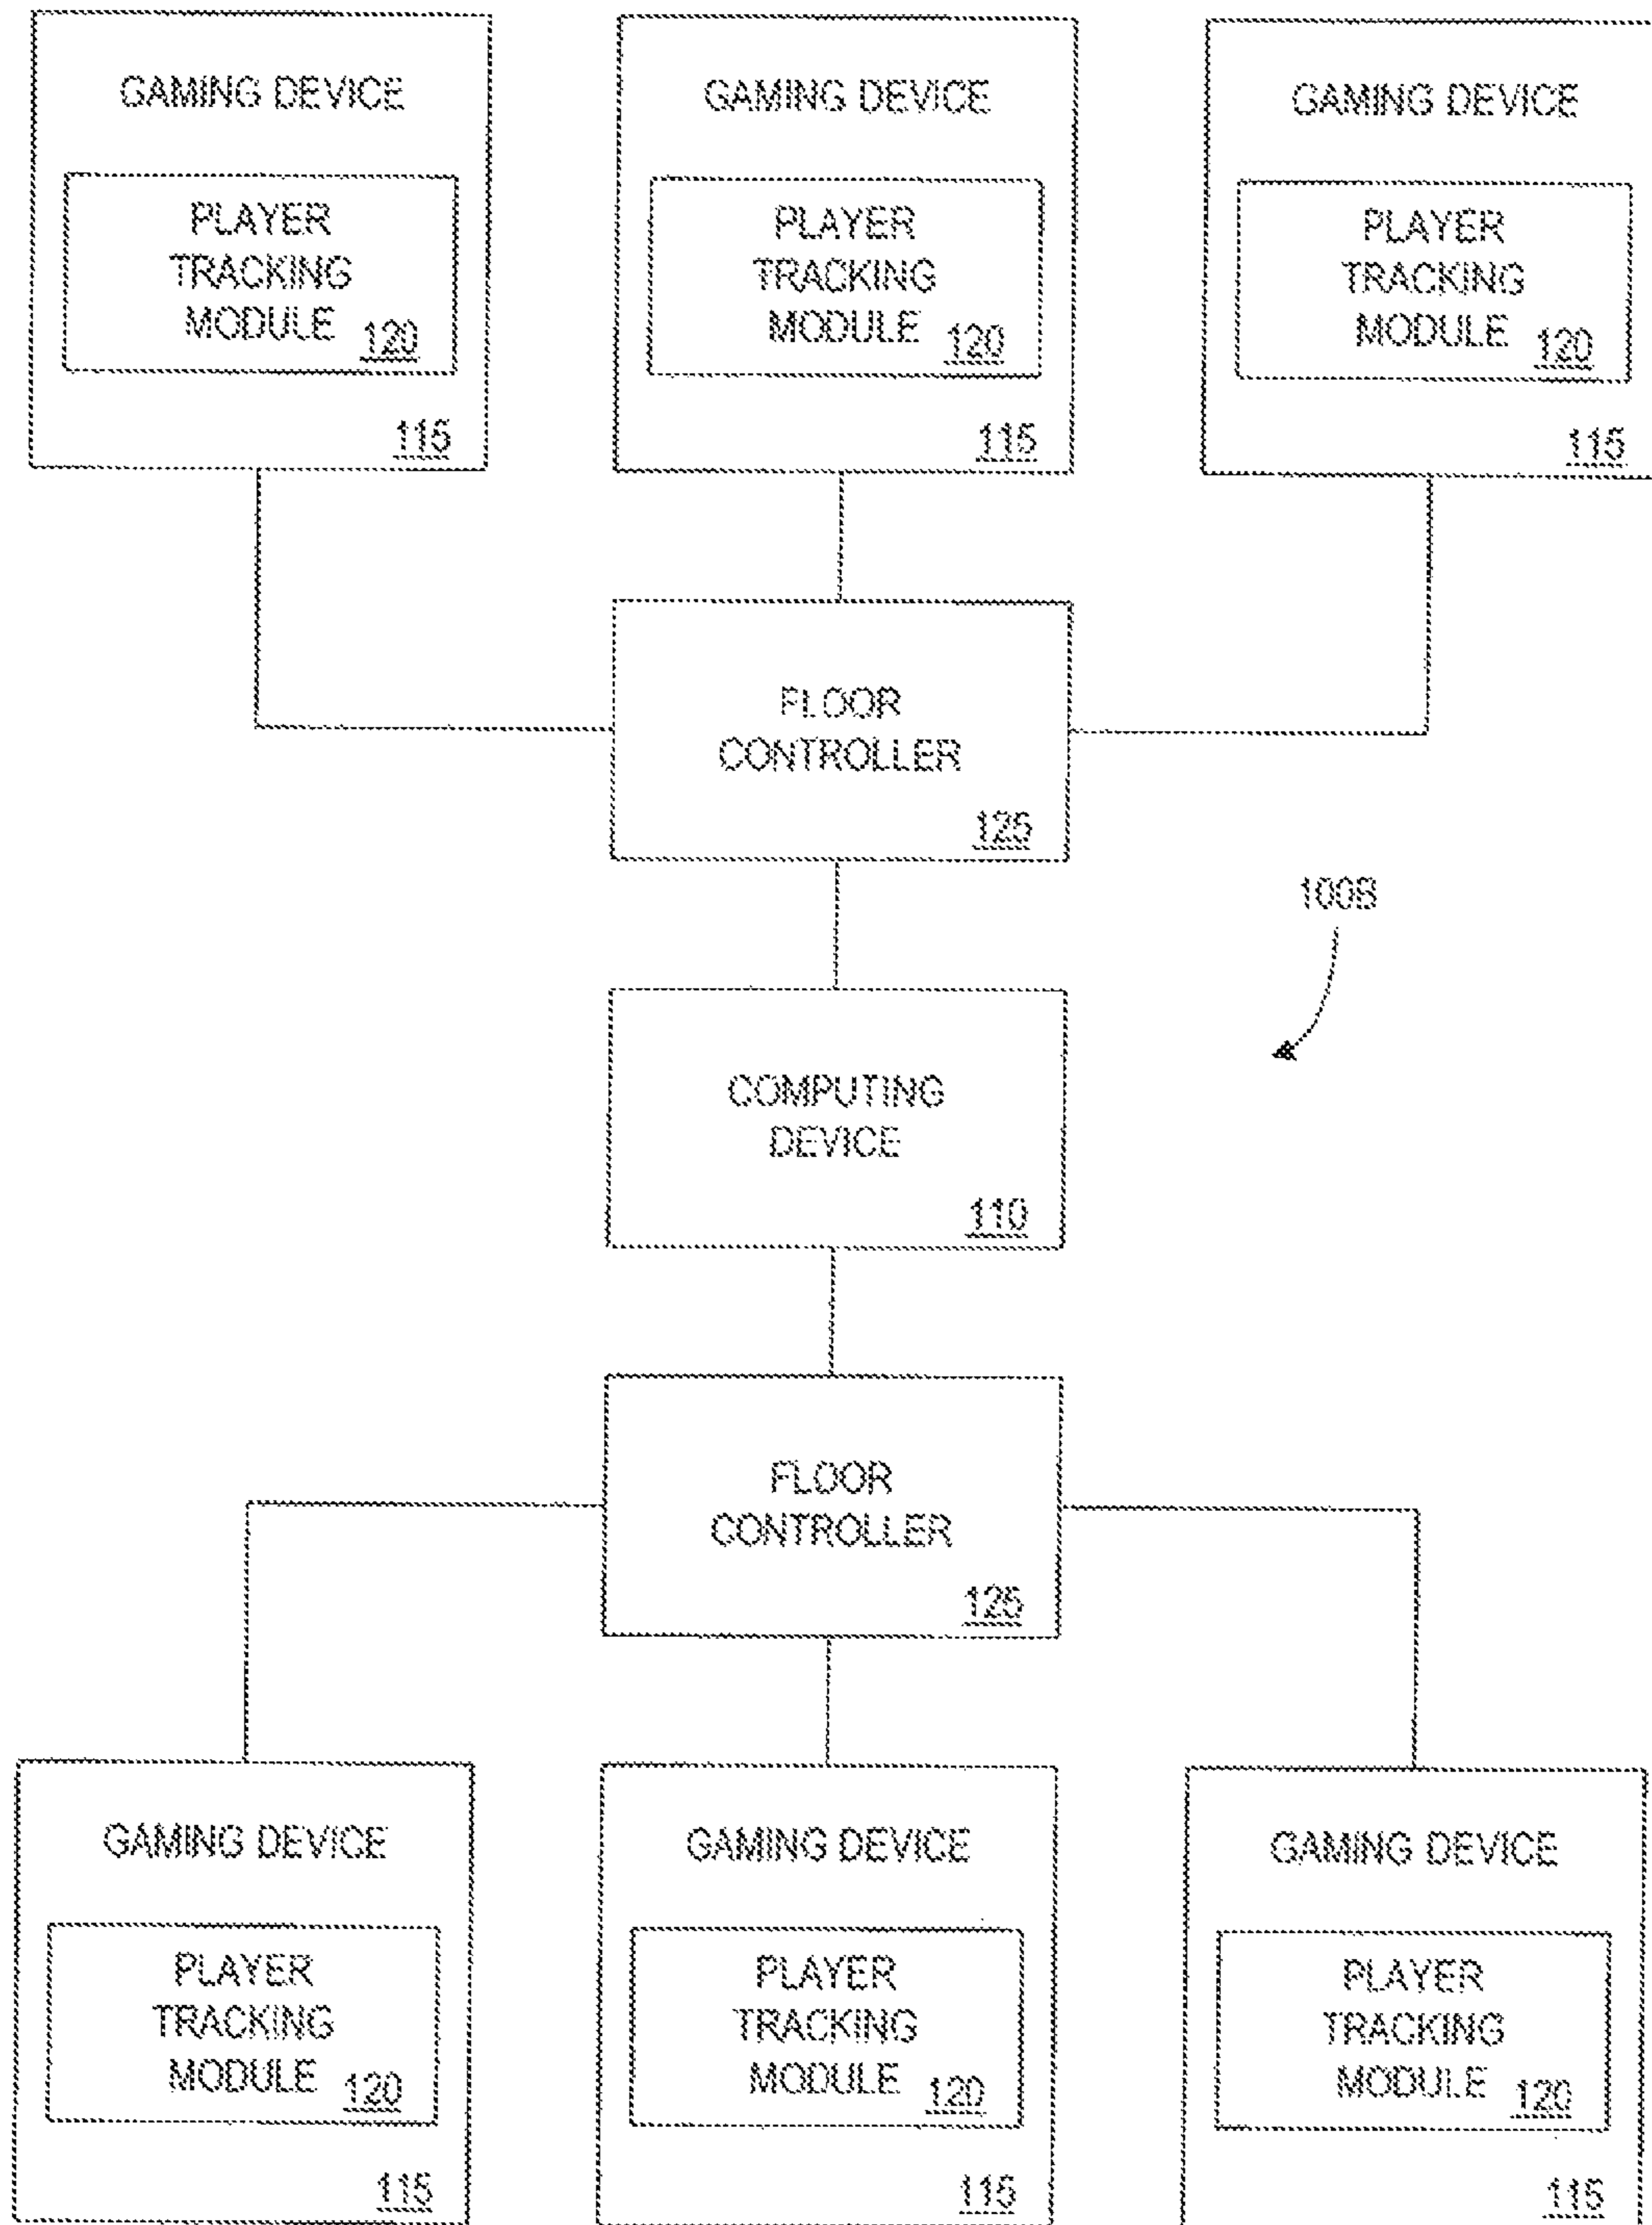 GAMING DEVICE
PLAYER
TRACKING
MODULE 120
115
GAMING DEVICE
PLAYER
TRACKING
MODULE 120
115
GAMING DEVICE
PLAYER
TRACKING
MODULE 120
115
FLOOR
CONTROLLER
125
100B
COMPUTING
DEVICE
110
FLOOR
CONTROLLER
125
GAMING DEVICE
PLAYER
TRACKING
MODULE 120
115
GAMING DEVICE
PLAYER
TRACKING
MODULE 120
115
GAMING DEVICE
PLAYER
TRACKING
MODULE 120
115